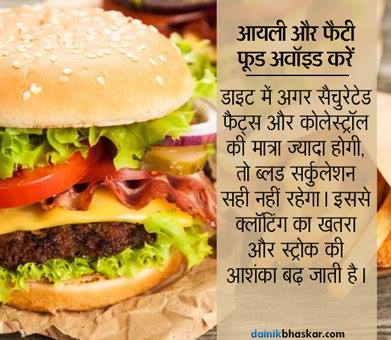 आयली और फैटी
फूड अवॉइड करें
डाइट में अगर सैचुरेटेड
फैट्स और कोलेस्ट्रॉल
की मात्रा ज्यादा होगी,
तो ब्लड सर्कुलेशन
सही नहीं रहेगा। इससे
क्लॉटिंग का खतरा
और स्ट्रोक की
आशंका बढ़ जाती है।
dainikbhaskar.com